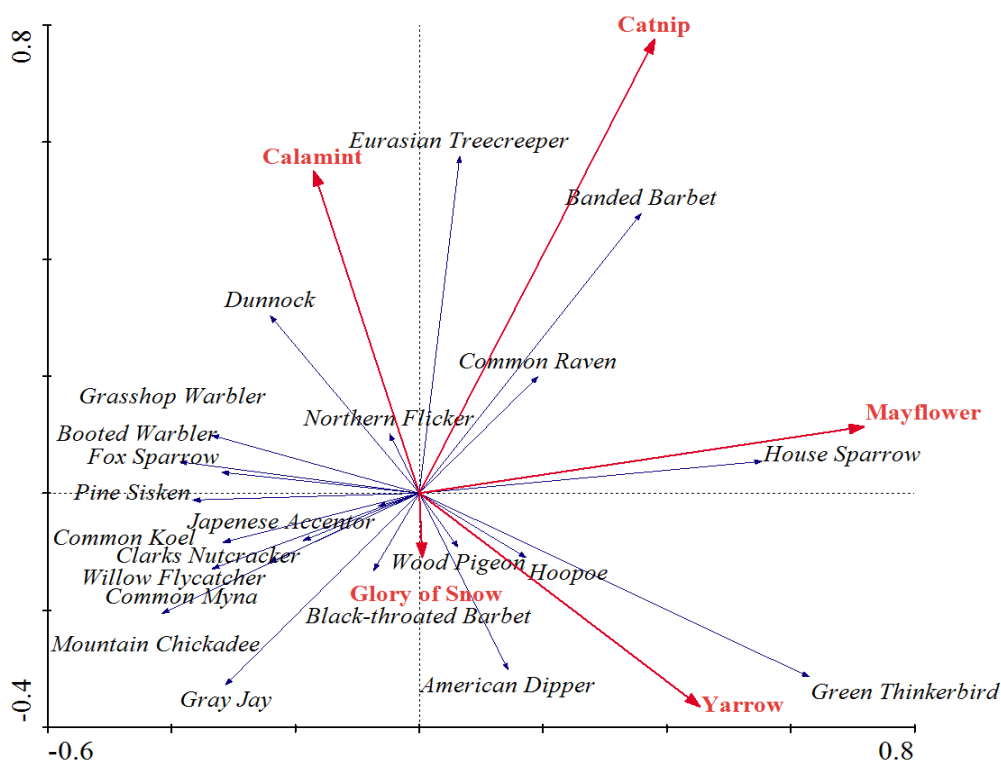 0.8
Catnip
Eurasian Treecreeper
Calamint
Banded Barbet
Dunnock
Common Raven
Grasshop Warbler
Northern Flicker
Mayflower
Booted Warbler
Fox Sparrow
House Sparrow
Pine Sisken
Japenese Accentor
Common Koel
Clarks Nutcracker
Wood Pigeon
Hoopoe
Willow Flycatcher
Common Myna
Glory of Snow
Black-throated Barbet
Mountain Chickadee
American Dipper
Green Thinkerbird
Gray Jay
Yarrow
-0.4
-0.6
0.8